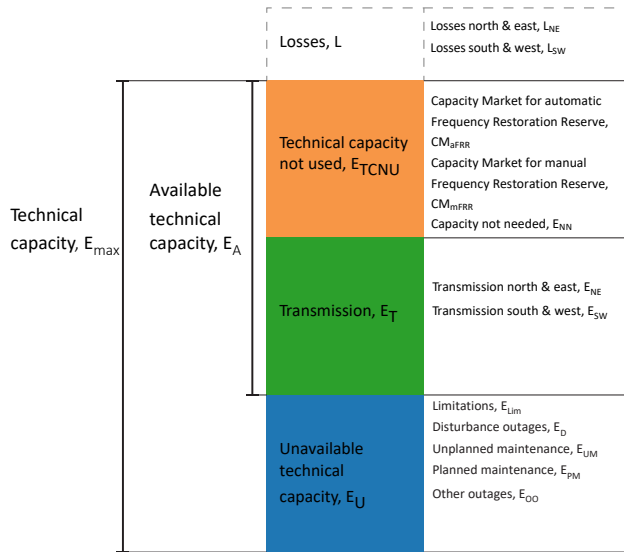 Losses, L
Losses north & east, LNE
Losses south & west, LSW
Technical capacity, Emax
Available technical capacity, EA
Technical capacity
not used, ETCNU
Capacity Market for automatic
Frequency Restoration Reserve,
CMaFRR
Capacity Market for manual
Frequency Restoration Reserve,
CMmFRR
Capacity not needed, ENN
Transmission, ET
Transmission north & east, ENE
Transmission south & west, ESW
Unavailable
technical
capacity, EU
Limitations, ELim
Disturbance outages, ED
Unplanned maintenance, EUM
Planned maintenance, EPM
Other outages, EOO